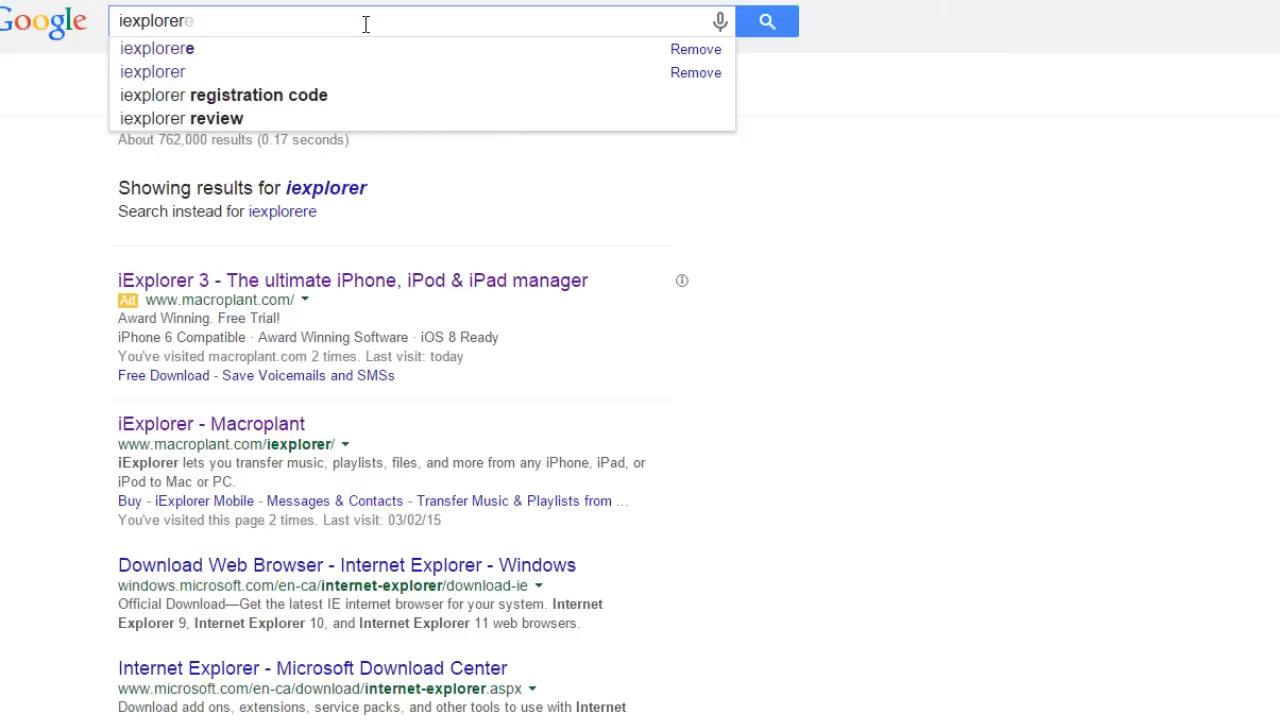 Google iexplorere
iexplorere Remove
iexplorer Remove
iexplorer registration code
iexplorer review
About 762,000 results (0.17 seconds)
Showing results for iexplorer
Search instead for iexplorere
iExplorer 3 - The ultimate iPhone, iPod & iPad manager
Ad www.macroplant.com/
Award Winning. Free Trial!
iPhone 6 Compatible · Award Winning Software · iOS 8 Ready
You've visited macroplant.com 2 times. Last visit: today
Free Download - Save Voicemails and SMSs
iExplorer - Macroplant
www.macroplant.com/iexplorer/
iExplorer lets you transfer music, playlists, files, and more from any iPhone, iPad, or
iPod to Mac or PC.
Buy - iExplorer Mobile - Messages & Contacts - Transfer Music & Playlists from ...
You've visited this page 2 times. Last visit: 03/02/15
Download Web Browser - Internet Explorer - Windows
windows.microsoft.com/en-ca/internet-explorer/download-ie
Official Download—Get the latest IE internet browser for your system. Internet
Explorer 9, Internet Explorer 10, and Internet Explorer 11 web browsers.
Internet Explorer - Microsoft Download Center
www.microsoft.com/en-ca/download/internet-explorer.aspx
Download add ons, extensions, service packs, and other tools to use with Internet